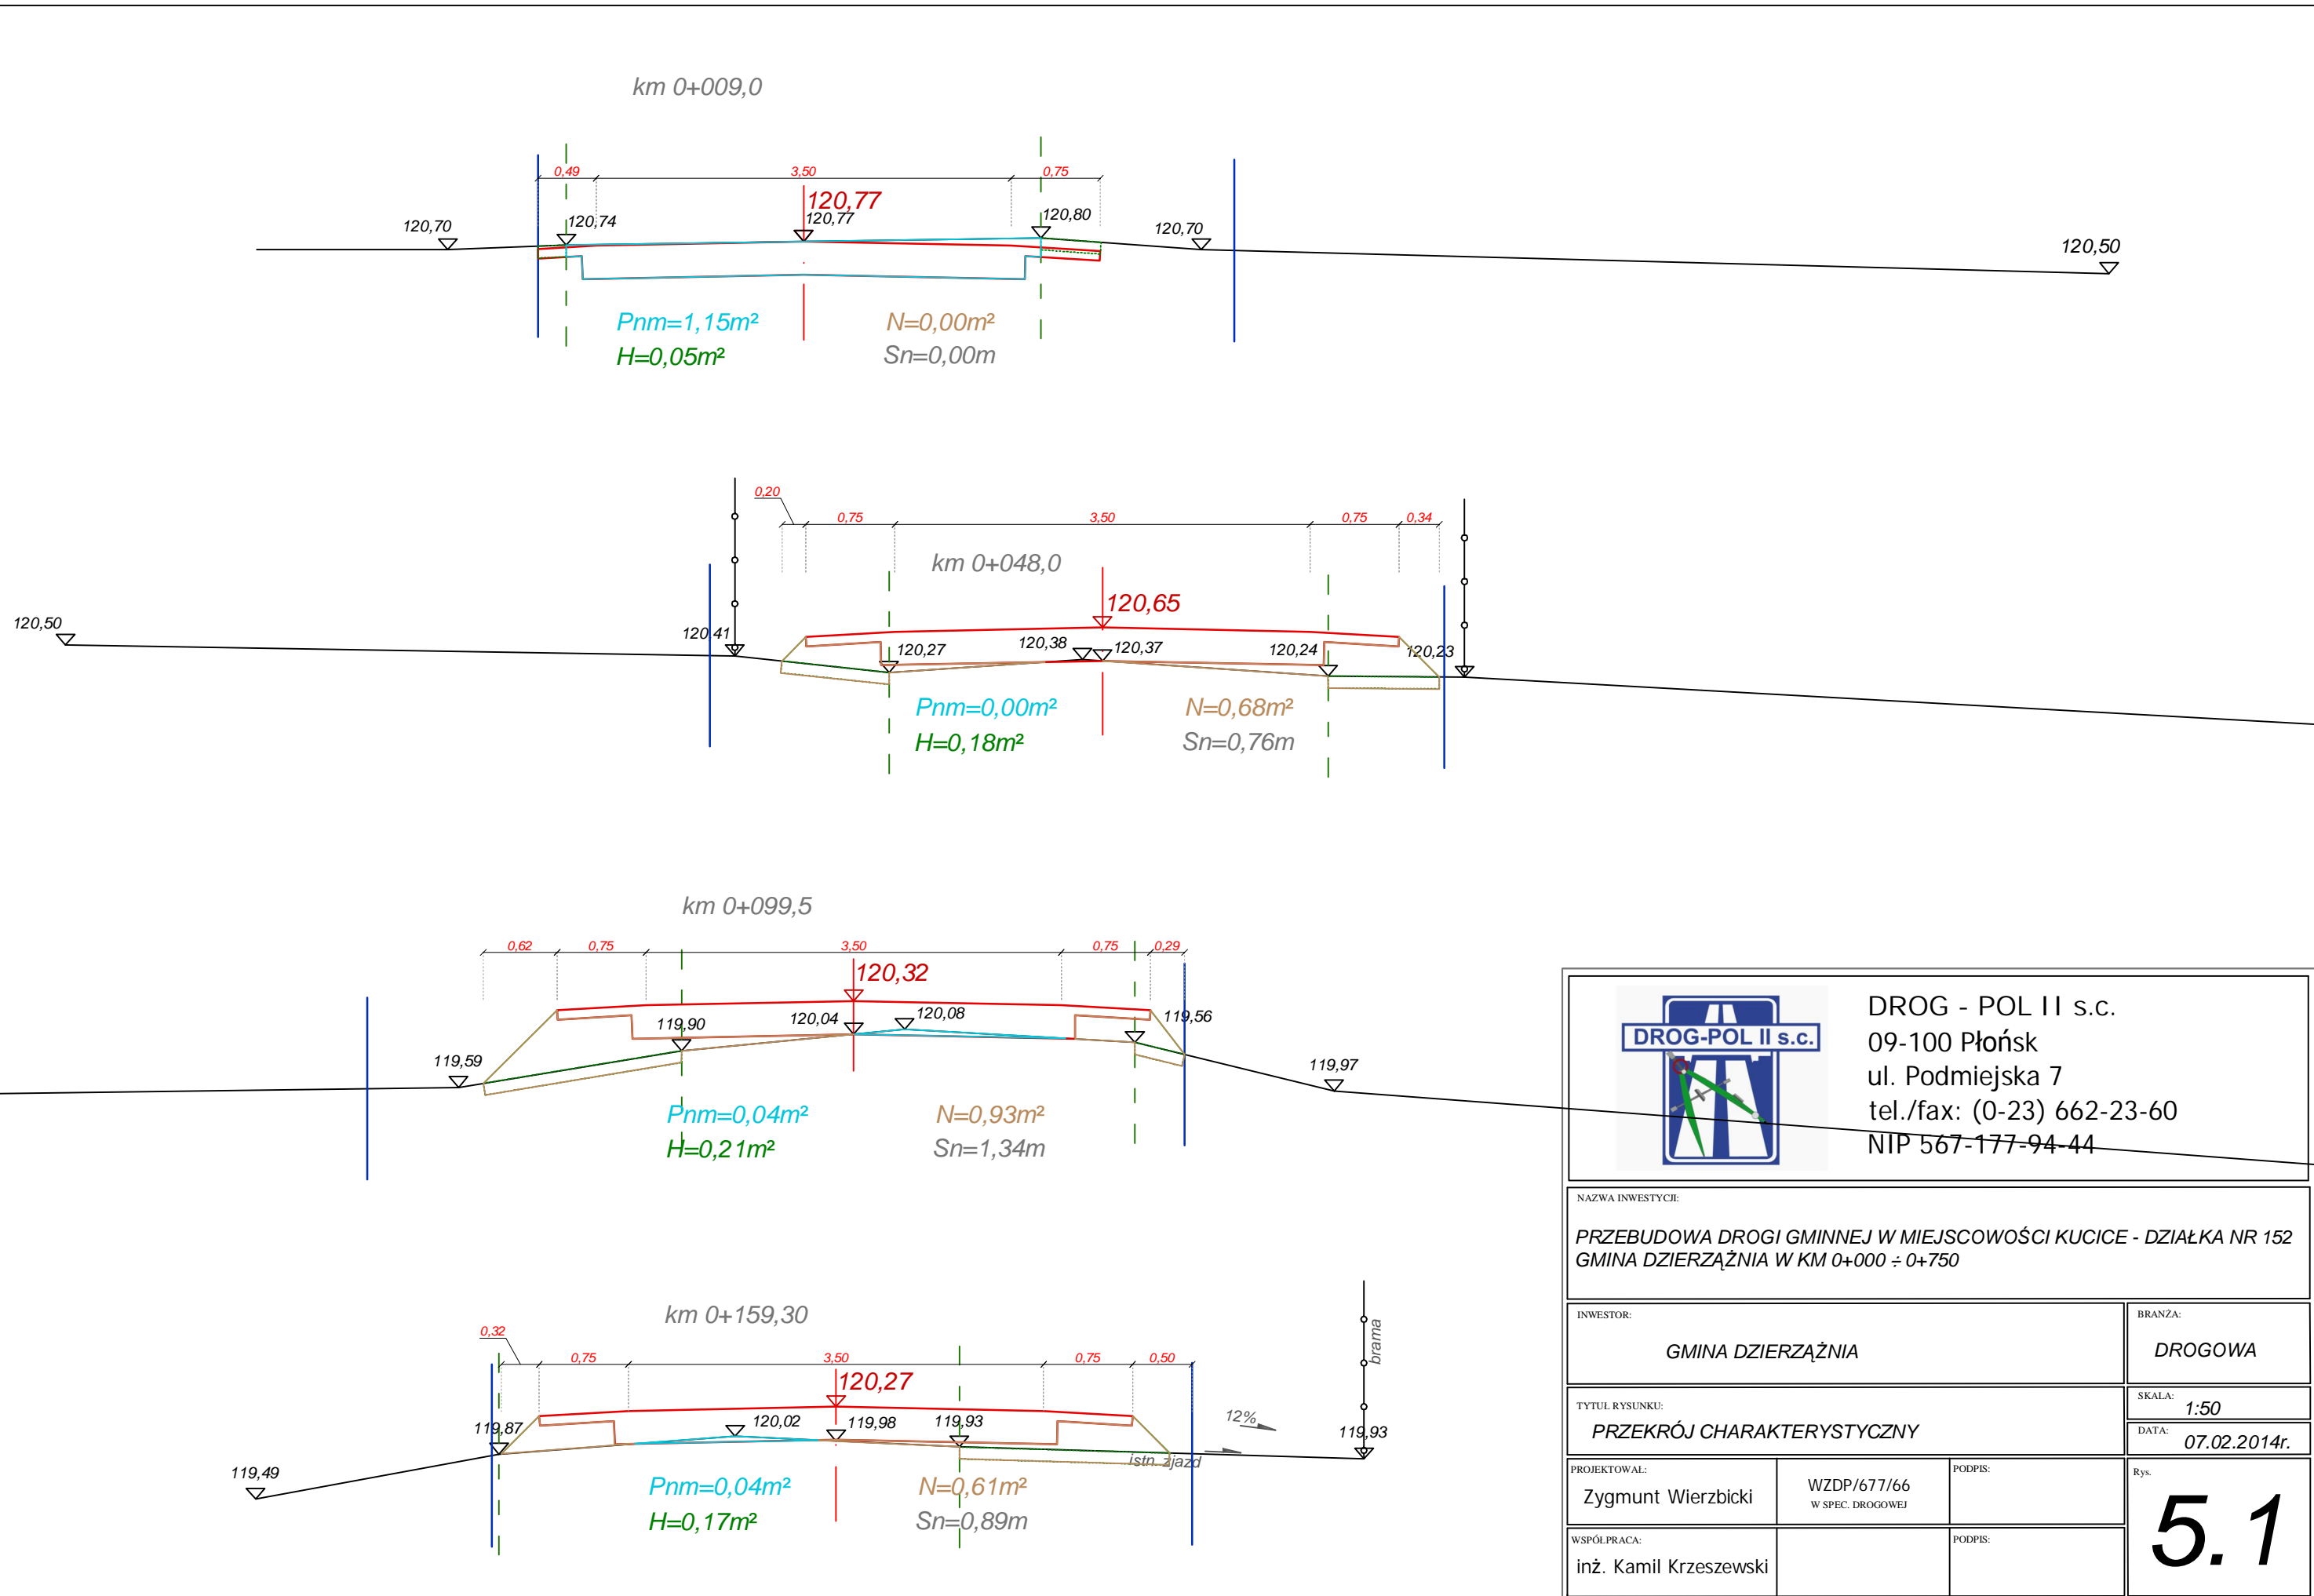 km 0+009,0
0,49 3,50 0,75
120,77
120,70 120,74 120,77 120,80 120,70 120,50
Pnm=1,15m² N=0,00m²
H=0,05m² Sn=0,00m
0,20
0,75 3,50 0,75 0,34
km 0+048,0
120,65
120,50 120,41 120,27 120,38 120,37 120,24 120,23
Pnm=0,00m² N=0,68m²
H=0,18m² Sn=0,76m
km 0+099,5
0,62 0,75 3,50 0,75 0,29
120,32
119,59 119,90 120,04 120,08 119,56 119,97
Pnm=0,04m² N=0,93m²
H=0,21m² Sn=1,34m
km 0+159,30
0,32
0,75 3,50 0,75 0,50
brama
120,27
119,49 119,87 120,02 119,98 119,93 12% 119,93
istn. zjazd
Pnm=0,04m² N=0,61m²
H=0,17m² Sn=0,89m
DROG-POL II s.c.
DROG - POL II s.c.
09-100 Płońsk
ul. Podmiejska 7
tel./fax: (0-23) 662-23-60
NIP 567-177-94-44
NAZWA INWESTYCJI:
PRZEBUDOWA DROGI GMINNEJ W MIEJSCOWOŚCI KUCICE - DZIAŁKA NR 152
GMINA DZIERZĄŻNIA W KM 0+000 ÷ 0+750
INWESTOR:
GMINA DZIERZĄŻNIA
BRANŻA:
DROGOWA
TYTUŁ RYSUNKU:
PRZEKRÓJ CHARAKTERYSTYCZNY
SKALA:
1:50
DATA:
07.02.2014r.
PROJEKTOWAŁ:
Zygmunt Wierzbicki
WZDP/677/66
W SPEC. DROGOWEJ
PODPIS:
Rys.
5.1
WSPÓŁPRACA:
inż. Kamil Krzeszewski
PODPIS: